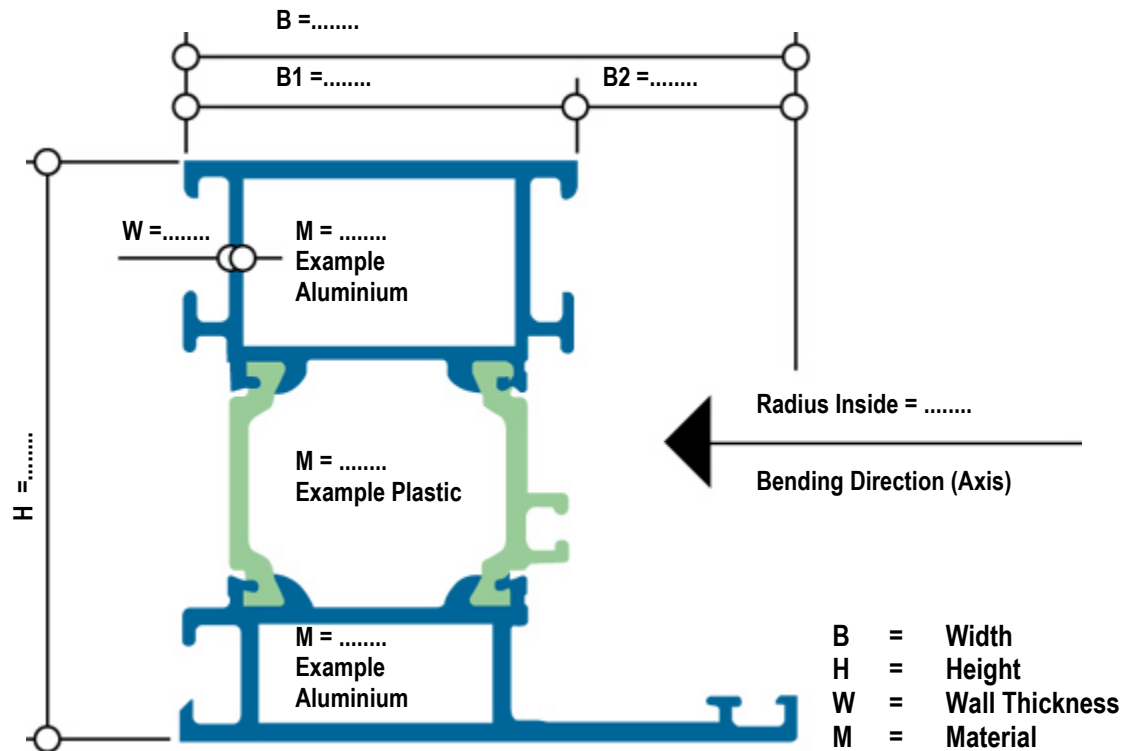 B =........
B1 =........
B2 =........
W =........
M = ........
Example
Aluminium
H =........
Radius Inside = ........
M = ........
Example Plastic
Bending Direction (Axis)
M = ........
Example
Aluminium
B = Width
H = Height
W = Wall Thickness
M = Material